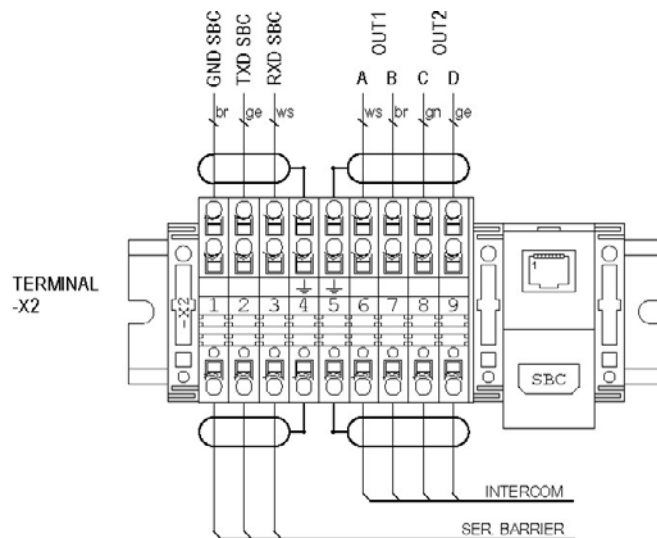 GND SBC
TXD SBC
RXD SBC
OUT1
OUT2
A B C D
br ge ws ws br gn ge
TERMINAL
-X2
-X2
1 2 3 4 5 6 7 8 9
1
SBC
INTERCOM
SER. BARRIER